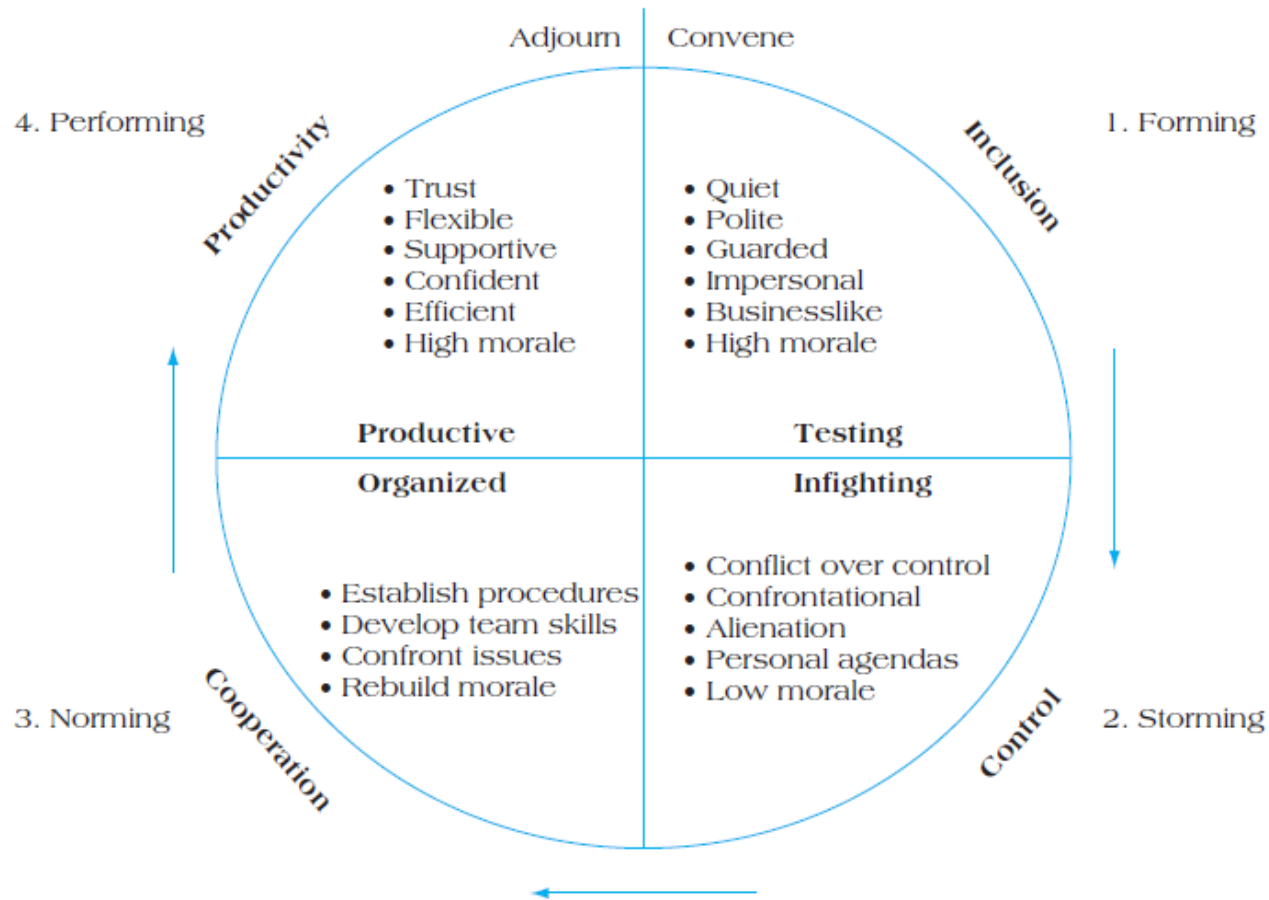 Adjourn
Convene
4. Performing
1. Forming
Productivity
Inclusion
• Trust
• Flexible
• Supportive
• Confident
• Efficient
• High morale
• Quiet
• Polite
• Guarded
• Impersonal
• Businesslike
• High morale
Productive
Testing
Organized
Infighting
• Establish procedures
• Develop team skills
• Confront issues
• Rebuild morale
• Conflict over control
• Confrontational
• Alienation
• Personal agendas
• Low morale
3. Norming
Cooperation
Control
2. Storming